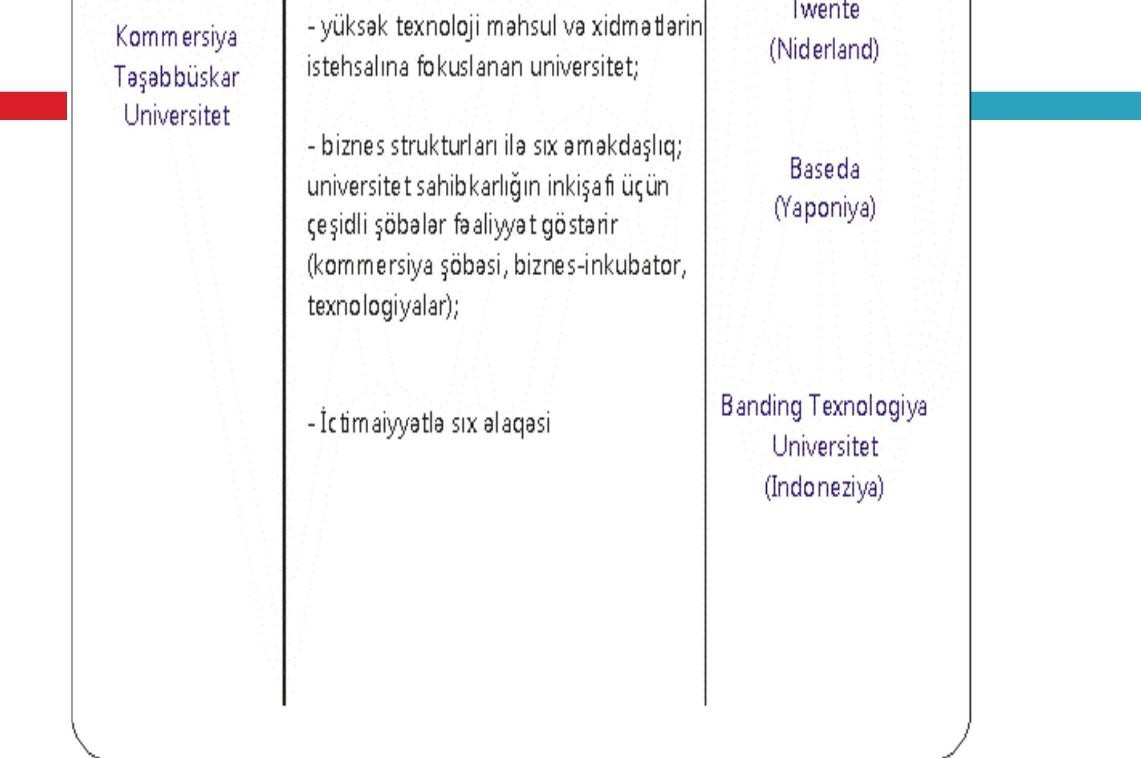 Kommersiya
Təşəbbüskar
Universitet
- yüksək texnoloji məhsul və xidmətlərin
istehsalına fokuslanan universitet;
- biznes strukturları ilə sıx əməkdaşlıq;
universitet sahibkarlığın inkişafı üçün
çeşidli şöbələr fəaliyyət göstərir
(kommersiya şöbəsi, biznes-inkubator,
texnologiyalar);
- İctimaiyyətlə sıx əlaqəsi
Twente
(Niderland)
Baseda
(Yaponiya)
Banding Texnologiya
Universitet
(Indoneziya)